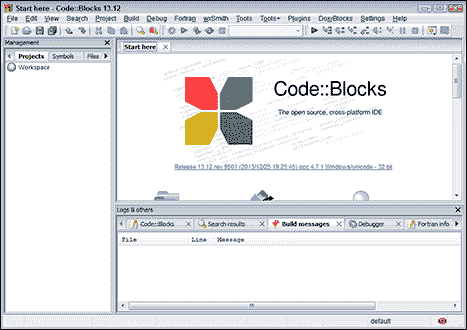 Start here - Code::Blocks 13.12
File Edit View Search Project Build Debug Fortran wxSmith Tools Tools+ Plugins DoxyBlocks Settings Help
Management
Projects Symbols Files
Workspace
Start here
Code::Blocks
The open source, cross-platform IDE
Release 13.12 rev 9501 (2013/12/25 19:25:45) gcc 4.7.1 Windows/unicode - 32 bit
Logs & others
Code::Blocks Search results Build messages Debugger Fortran info
File Line Message
default